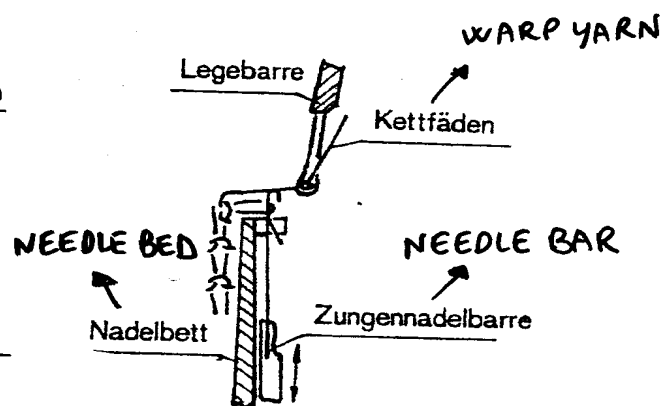 WARP YARN
Legebarre
Kettfäden
NEEDLE BED
NEEDLE BAR
Nadelbett
Zungennadelbarre